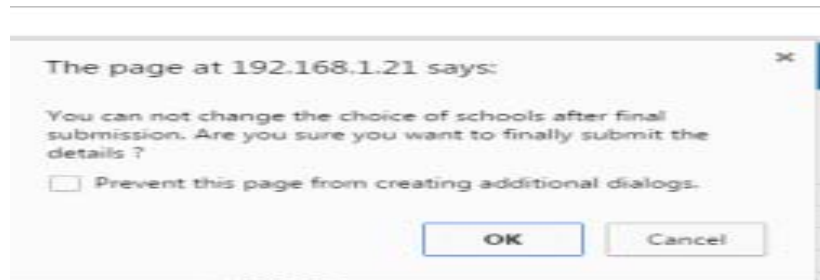 The page at 192.168.1.21 says:
You can not change the choice of schools after final
submission. Are you sure you want to finally submit the
details ?
Prevent this page from creating additional dialogs.
OK Cancel